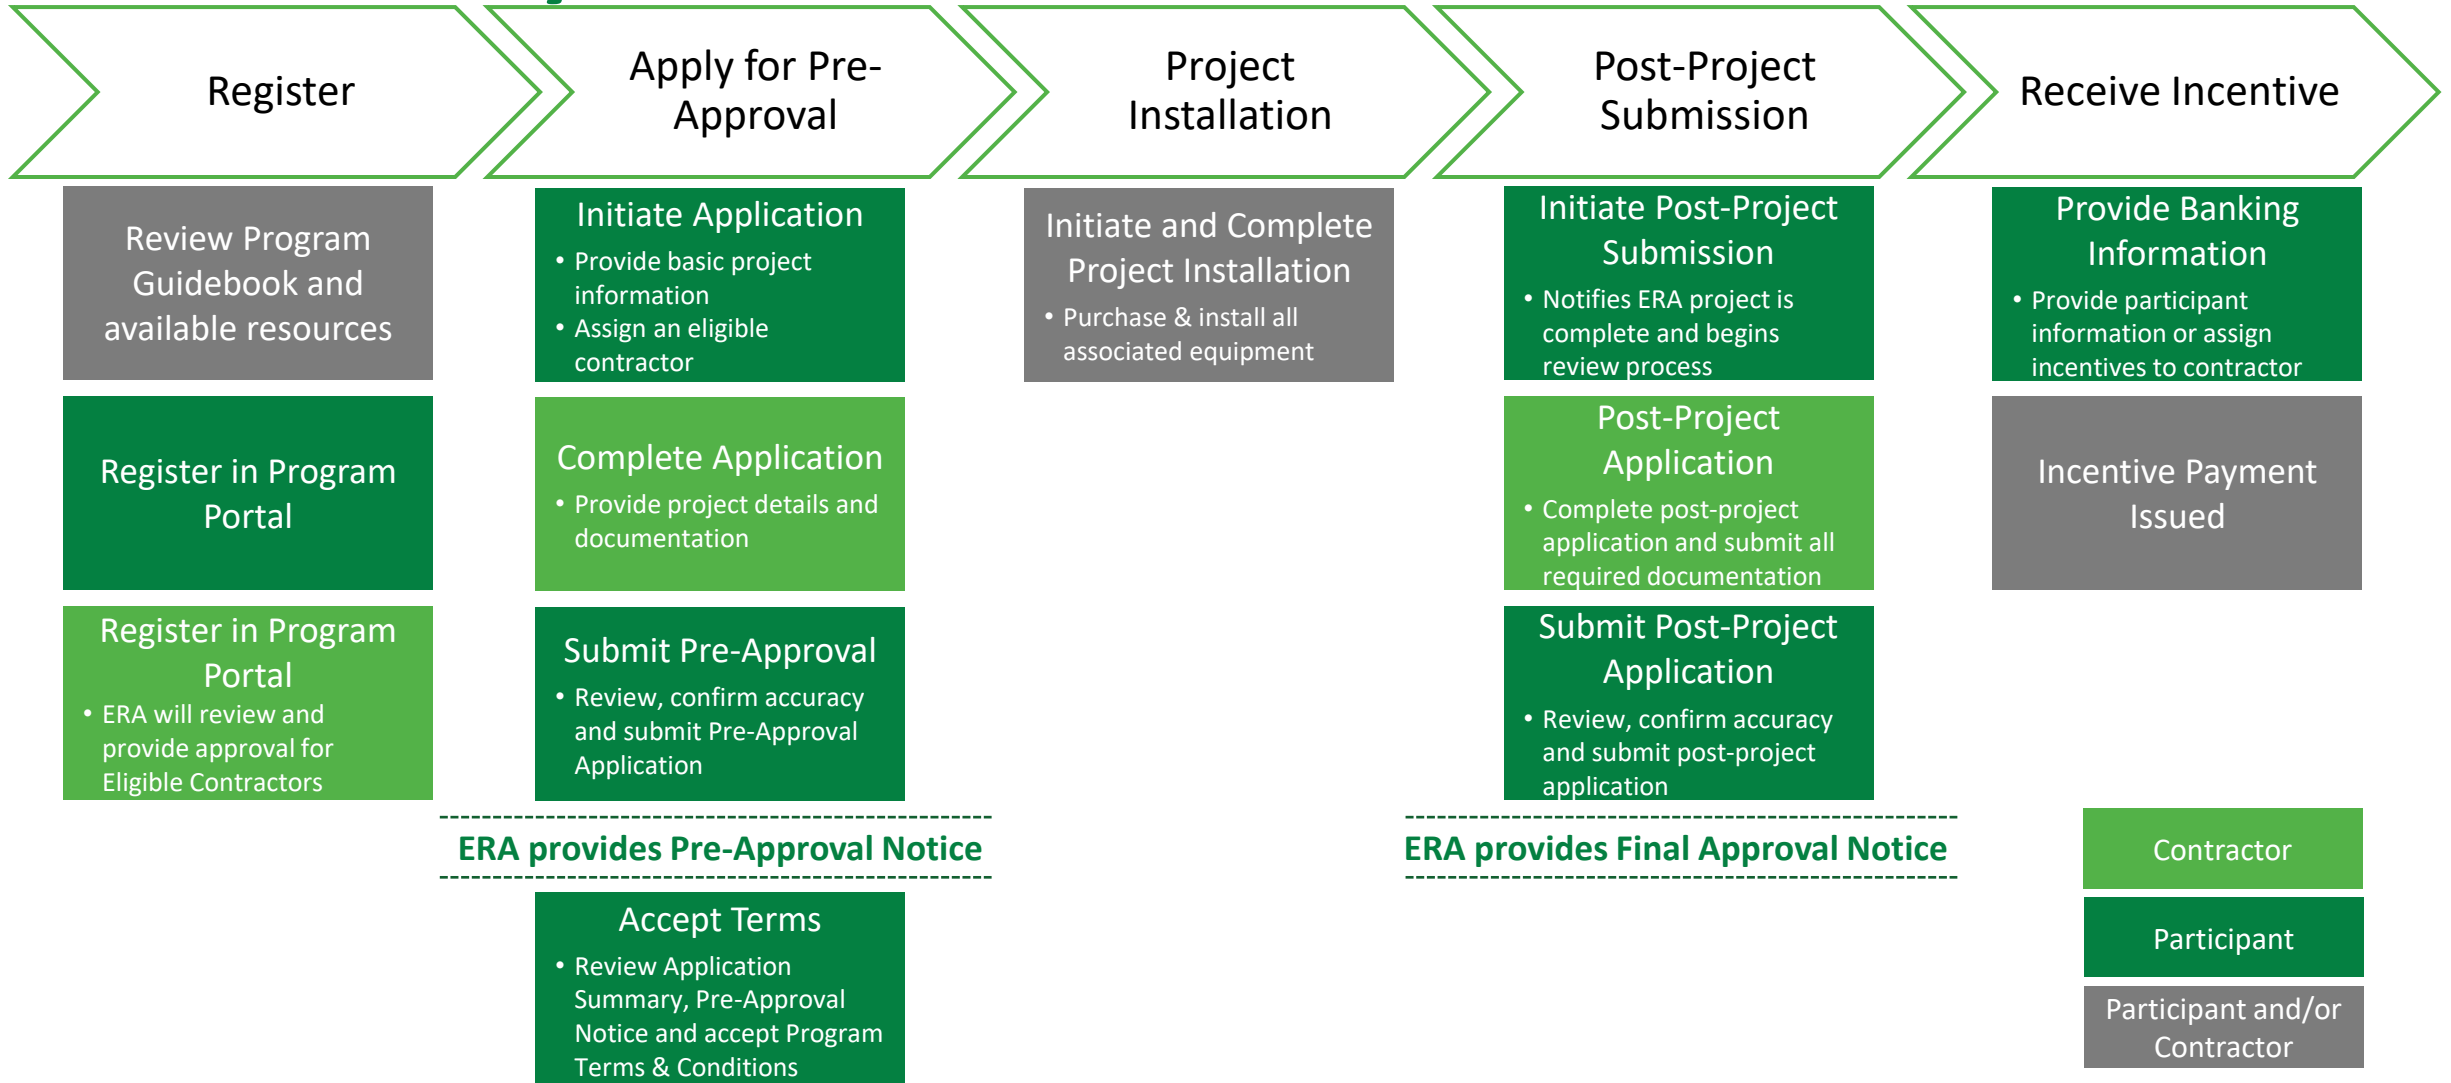 Register
Apply for Pre-
Approval
Project
Installation
Post-Project
Submission
Receive Incentive
Review Program
Guidebook and
available resources
Register in Program
Portal
Register in Program
Portal
• ERA will review and
provide approval for
Eligible Contractors
Initiate Application
• Provide basic project
information
• Assign an eligible
contractor
Complete Application
• Provide project details and
documentation
Submit Pre-Approval
• Review, confirm accuracy
and submit Pre-Approval
Application
ERA provides Pre-Approval Notice
Accept Terms
• Review Application
Summary, Pre-Approval
Notice and accept Program
Terms & Conditions
Initiate and Complete
Project Installation
• Purchase & install all
associated equipment
Initiate Post-Project
Submission
• Notifies ERA project is
complete and begins
review process
Post-Project
Application
• Complete post-project
application and submit all
required documentation
Submit Post-Project
Application
• Review, confirm accuracy
and submit post-project
application
ERA provides Final Approval Notice
Provide Banking
Information
• Provide participant
information or assign
incentives to contractor
Incentive Payment
Issued
Contractor
Participant
Participant and/or
Contractor